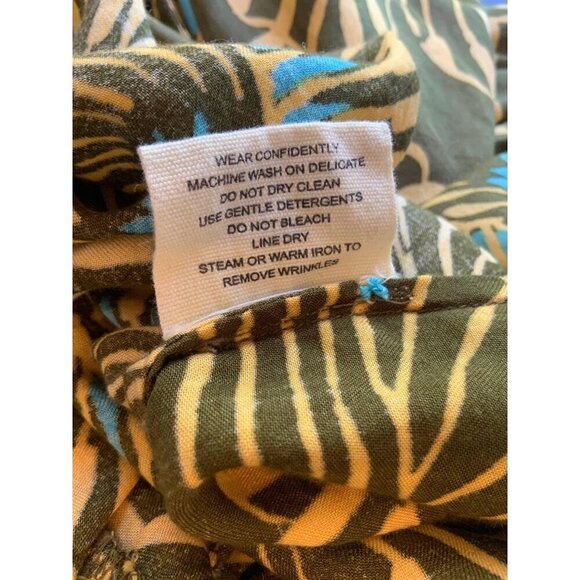 WEAR CONFIDENTLY
MACHINE WASH ON DELICATE
DO NOT DRY CLEAN
USE GENTLE DETERGENTS
DO NOT BLEACH
LINE DRY
STEAM OR WARM IRON TO
REMOVE WRINKLES